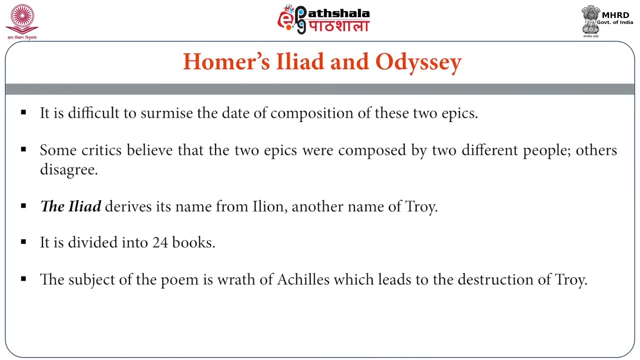 ePathshala
पाठशाला
MHRD
Govt. of India
Homer's Iliad and Odyssey
▪ It is difficult to surmise the date of composition of these two epics.
▪ Some critics believe that the two epics were composed by two different people; others
disagree.
▪ The Iliad derives its name from Ilion, another name of Troy.
▪ It is divided into 24 books.
▪ The subject of the poem is wrath of Achilles which leads to the destruction of Troy.